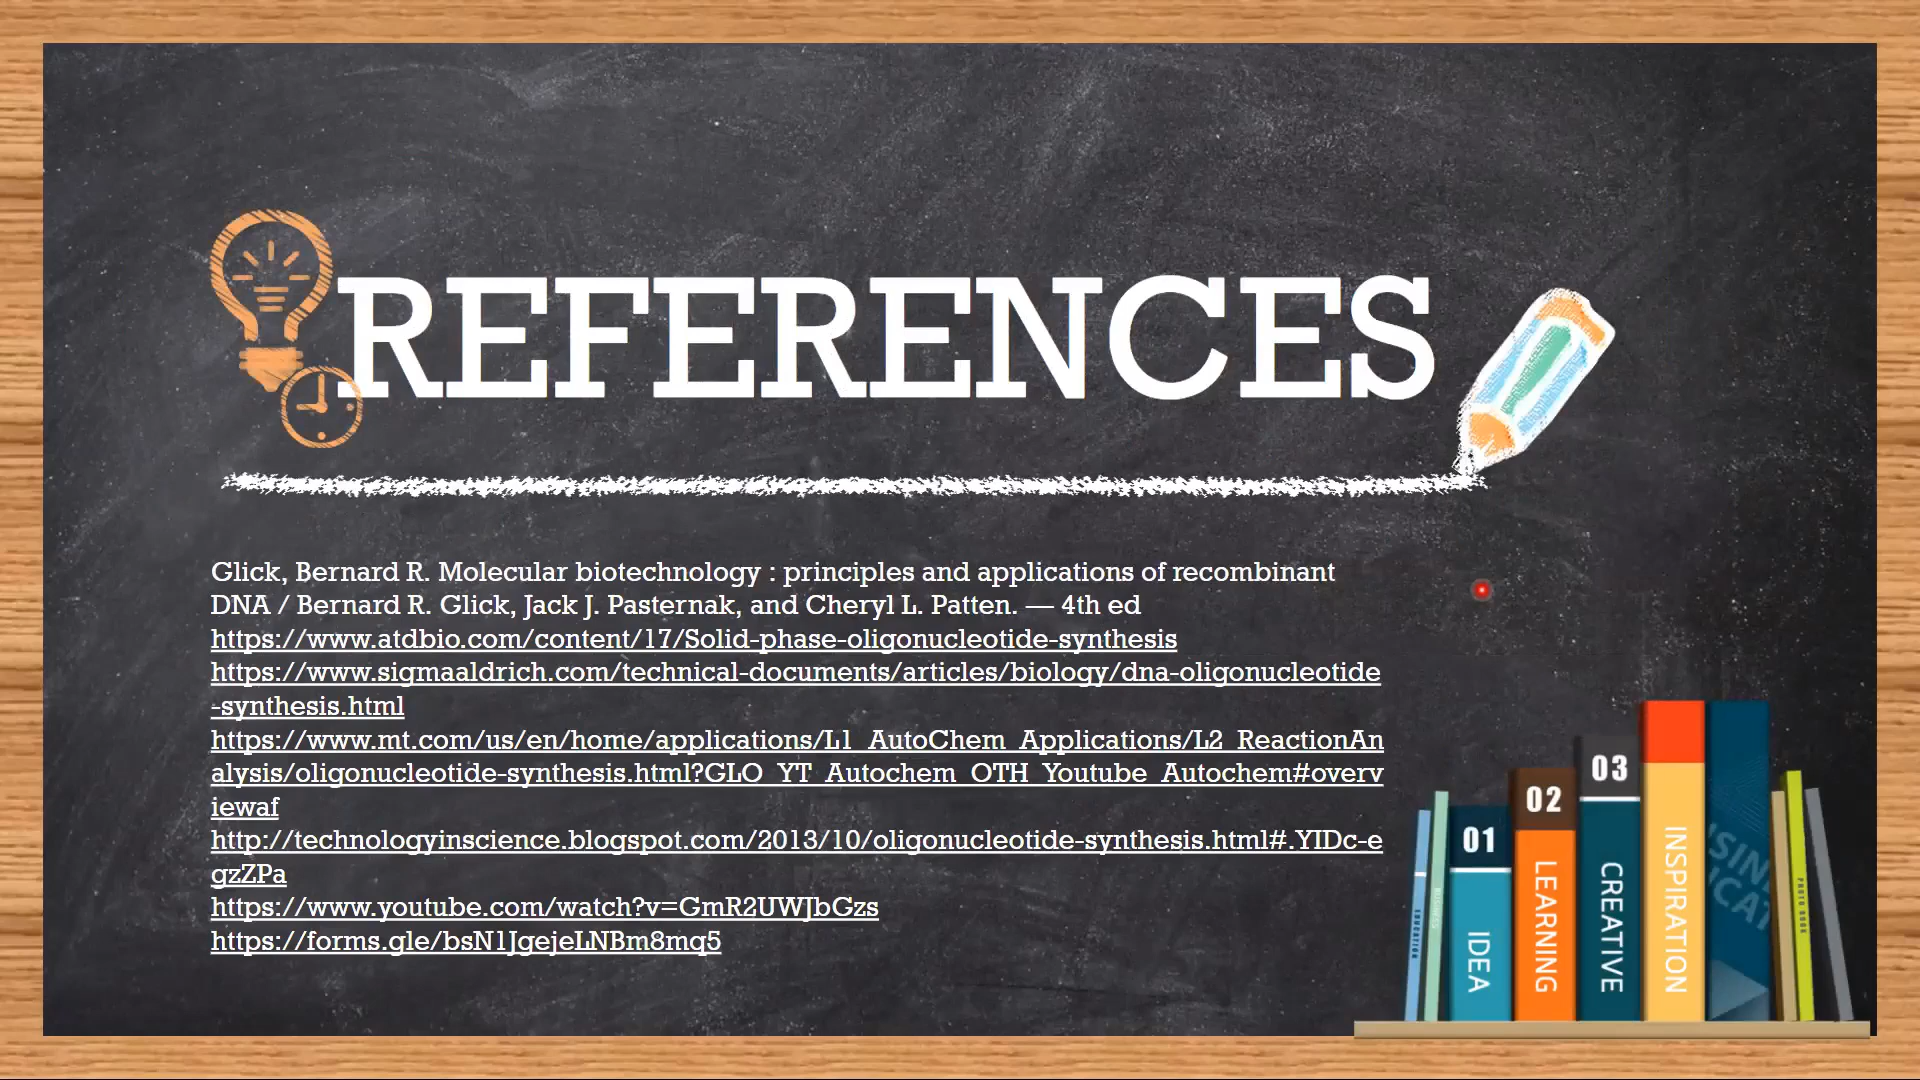 REFERENCES
Glick, Bernard R. Molecular biotechnology : principles and applications of recombinant
DNA / Bernard R. Glick, Jack J. Pasternak, and Cheryl L. Patten. — 4th ed
https://www.atdbio.com/content/17/Solid-phase-oligonucleotide-synthesis
https://www.sigmaaldrich.com/technical-documents/articles/biology/dna-oligonucleotide
-synthesis.html
https://www.mt.com/us/en/home/applications/L1_AutoChem_Applications/L2_ReactionAn
alysis/oligonucleotide-synthesis.html?GLO_YT_Autochem_OTH_Youtube_Autochem#overv
iewaf
http://technologyinscience.blogspot.com/2013/10/oligonucleotide-synthesis.html#.YIDc-e
gzZPa
https://www.youtube.com/watch?v=GmR2UWJbGzs
https://forms.gle/bsN1JgejeLNBm8mq5
EDUCATION
BUSINESS
01
IDEA
02
LEARNING
03
CREATIVE
INSPIRATION
PHOTO BOOK